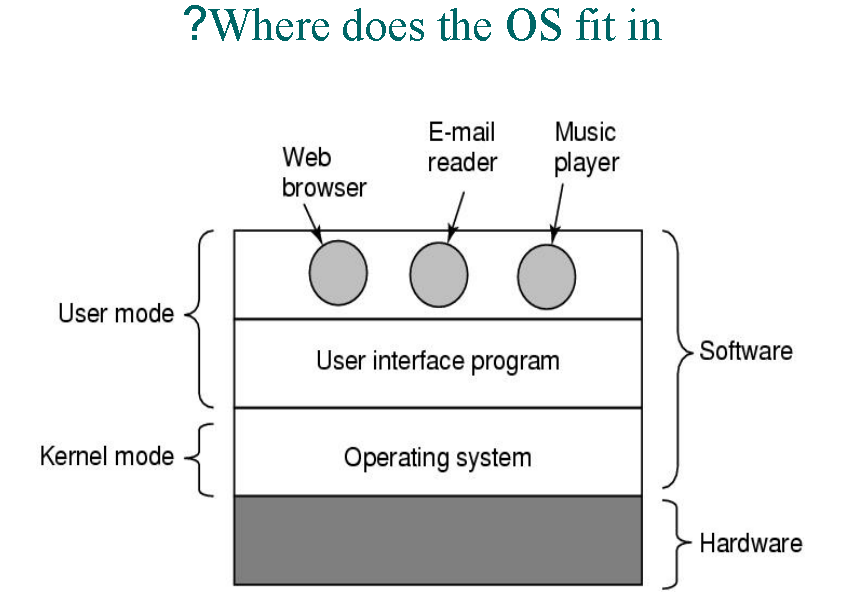 ?Where does the OS fit in
E-mail
reader
Music
player
Web
browser
User mode
User interface program
Software
Kernel mode
Operating system
Hardware